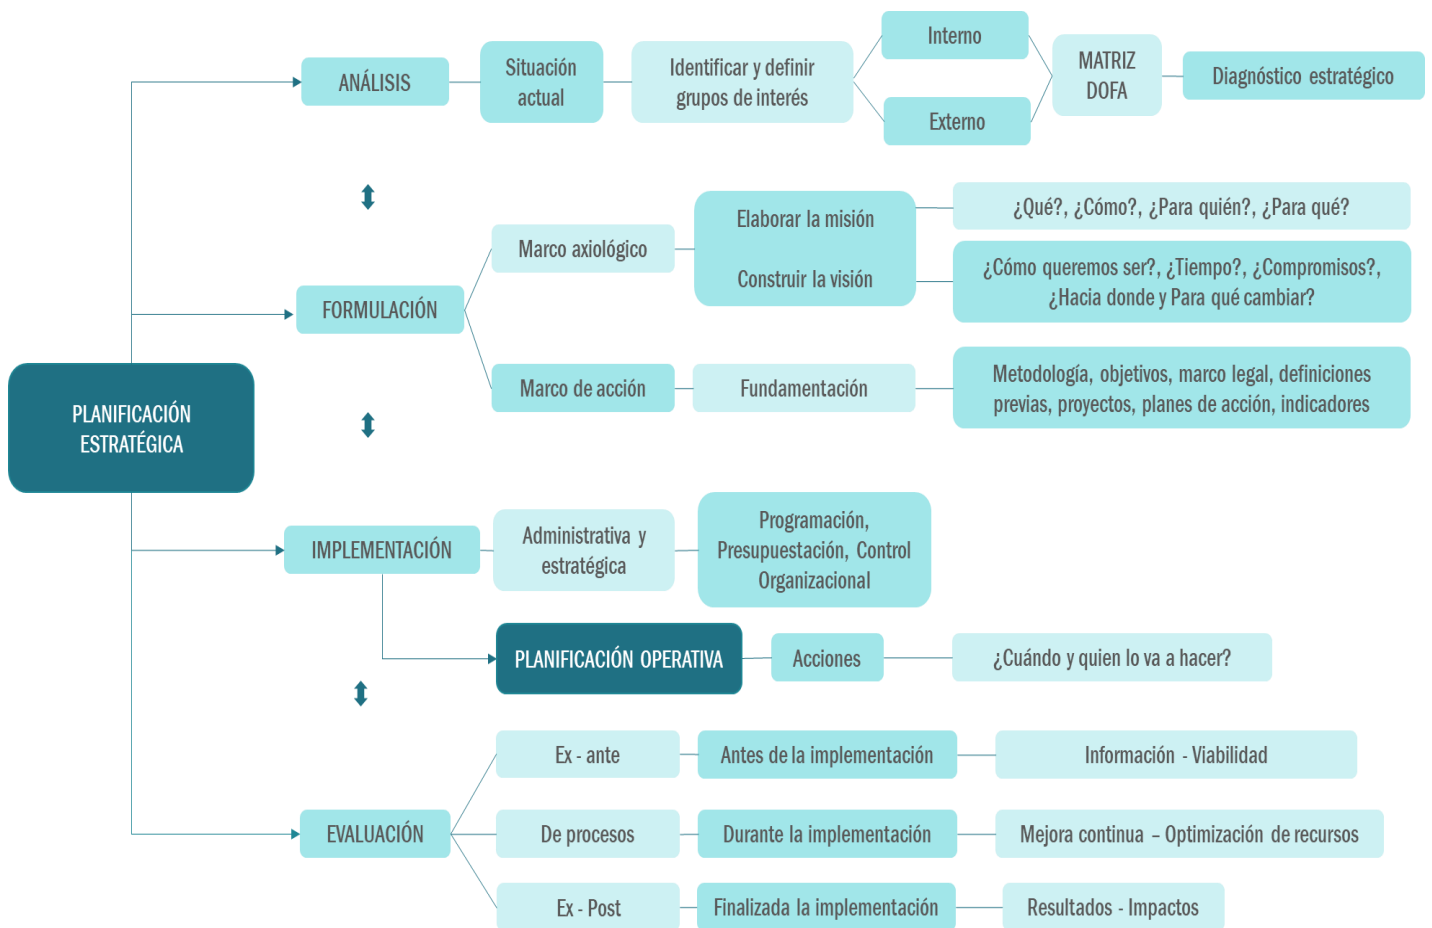 ANÁLISIS
Situación
actual
Identificar y definir
grupos de interés
Interno
Externo
MATRIZ
DOFA
Diagnóstico estratégico
FORMULACIÓN
Marco axiológico
Elaborar la misión
Construir la visión
¿Qué?, ¿Cómo?, ¿Para quién?, ¿Para qué?
¿Cómo queremos ser?, ¿Tiempo?, ¿Compromisos?,
¿Hacia donde y Para qué cambiar?
Marco de acción
Fundamentación
Metodología, objetivos, marco legal, definiciones
previas, proyectos, planes de acción, indicadores
PLANIFICACIÓN
ESTRATÉGICA
IMPLEMENTACIÓN
Administrativa y
estratégica
Programación,
Presupuestación, Control
Organizacional
PLANIFICACIÓN OPERATIVA
Acciones
¿Cuándo y quien lo va a hacer?
EVALUACIÓN
Ex - ante
Antes de la implementación
Información - Viabilidad
De procesos
Durante la implementación
Mejora continua – Optimización de recursos
Ex - Post
Finalizada la implementación
Resultados - Impactos